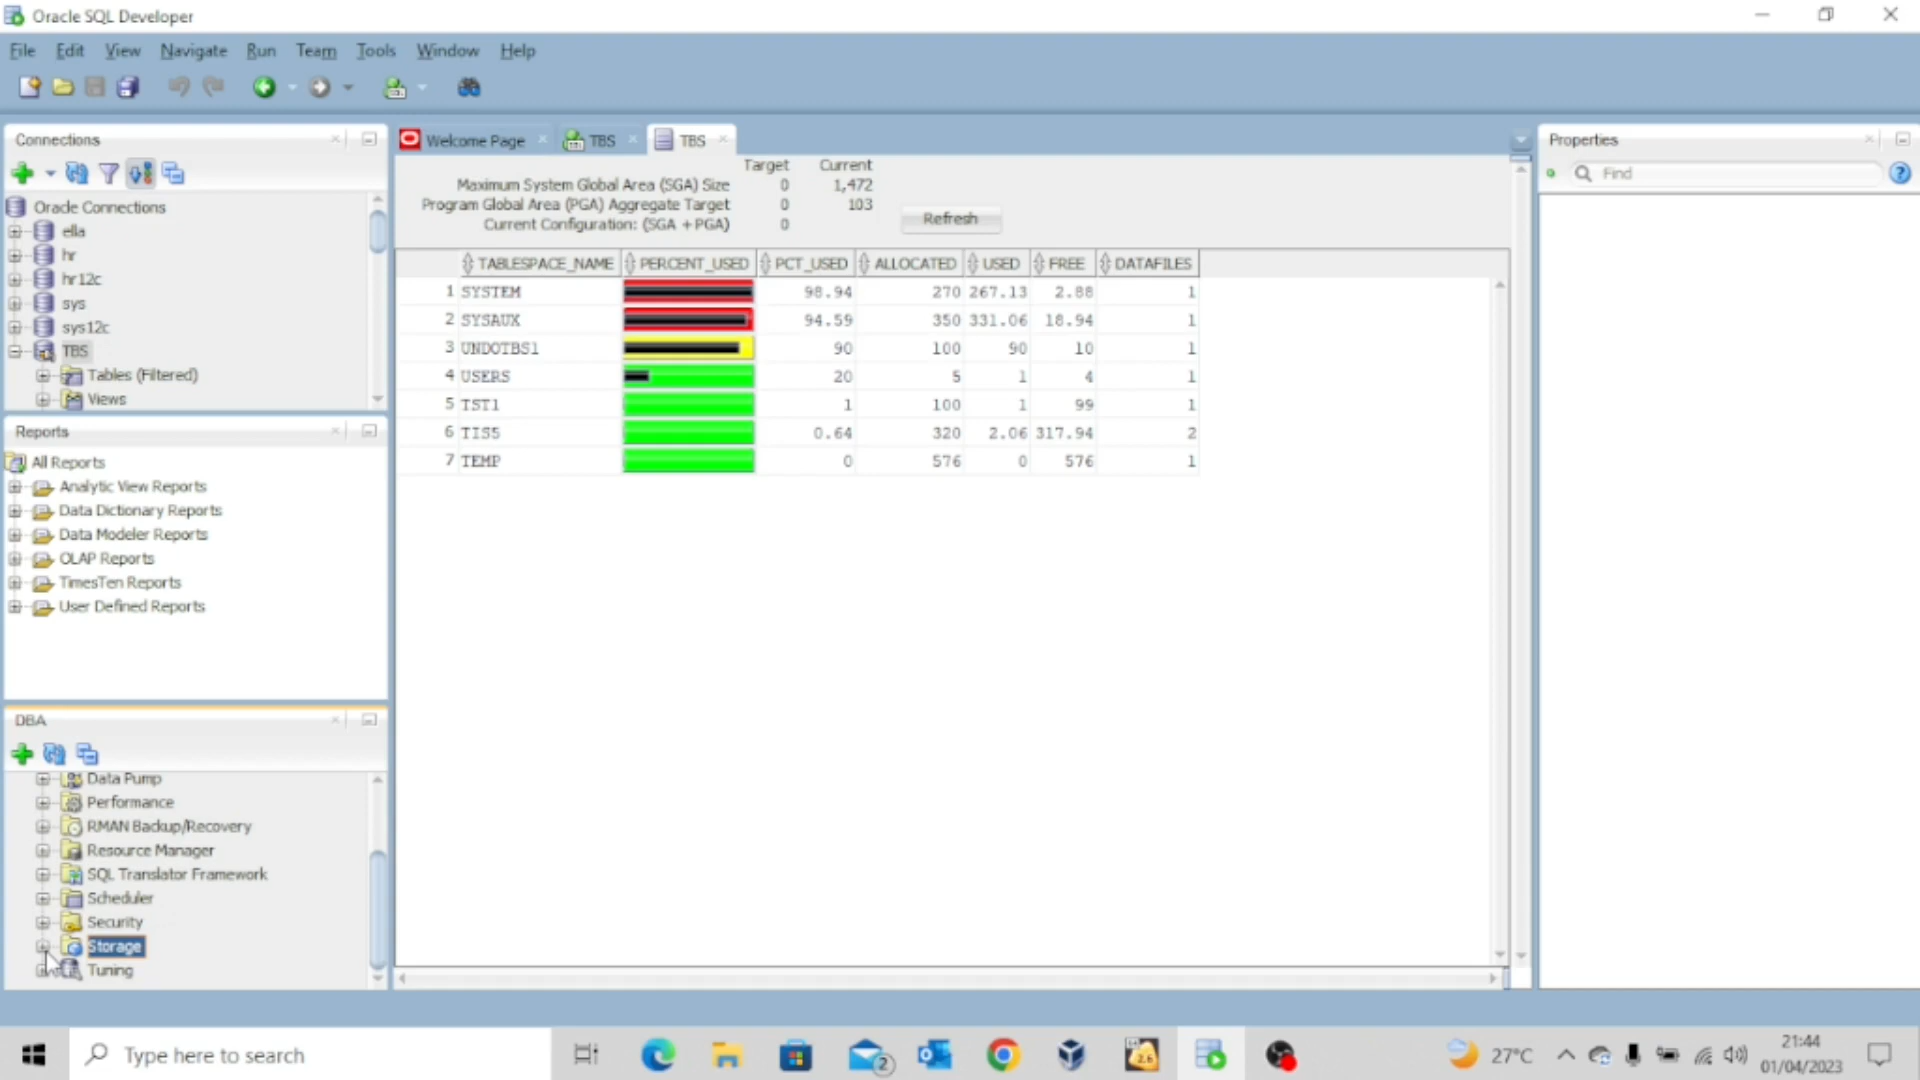 Oracle SQL Developer
File Edit View Navigate Run Team Tools Window Help
Connections
Oracle Connections
ella
hr
hr12c
sys
sys12c
TBS
Tables (Filtered)
Views
Reports
All Reports
Analytic View Reports
Data Dictionary Reports
Data Modeler Reports
OLAP Reports
TimesTen Reports
User Defined Reports
DBA
Data Pump
Performance
RMAN Backup/Recovery
Resource Manager
SQL Translator Framework
Scheduler
Security
Storage
Tuning
Welcome Page TBS TBS
Target Current
Maximum System Global Area (SGA) Size 0 1,472
Program Global Area (PGA) Aggregate Target 0 103
Current Configuration: (SGA + PGA) 0
Refresh
TABLESPACE_NAME PERCENT_USED PCT_USED ALLOCATED USED FREE DATAFILES
1 SYSTEM 98.94 270 267.13 2.88 1
2 SYSAUX 94.59 350 331.06 18.94 1
3 UNDOTBS1 90 100 90 10 1
4 USERS 20 5 1 4 1
5 TST1 1 100 1 99 1
6 TIS5 0.64 320 2.06 317.94 2
7 TEMP 0 576 0 576 1
Properties
Find
Type here to search
2
2.6
27°C
21:44
01/04/2023